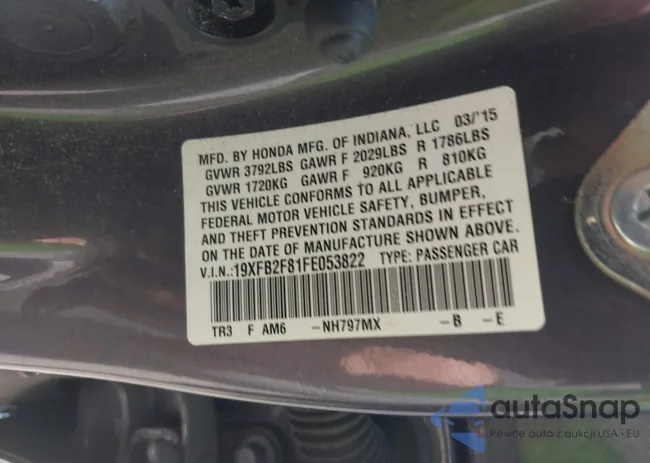 MFD. BY HONDA MFG. OF INDIANA, LLC 03/'15
GVWR 3792LBS GAWR F 2029LBS R 1786LBS
GVWR 1720KG GAWR F 920KG R 810KG
THIS VEHICLE CONFORMS TO ALL APPLICABLE
FEDERAL MOTOR VEHICLE SAFETY, BUMPER,
AND THEFT PREVENTION STANDARDS IN EFFECT
ON THE DATE OF MANUFACTURE SHOWN ABOVE.
V.I.N.:19XFB2F81FE053822 TYPE: PASSENGER CAR
TR3 F AM6 -NH797MX -B -E
autaSnap
Pewne auta z aukcji USA · EU